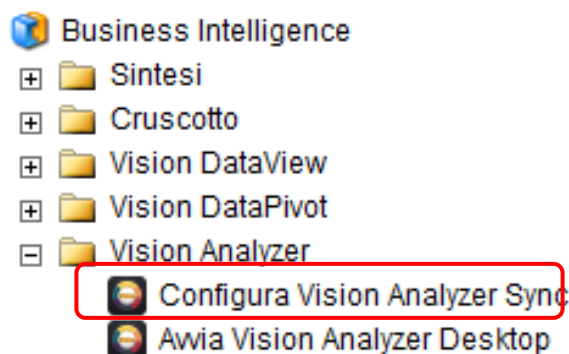 Business Intelligence
Sintesi
Cruscotto
Vision DataView
Vision DataPivot
Vision Analyzer
Configura Vision Analyzer Sync
Avvia Vision Analyzer Desktop